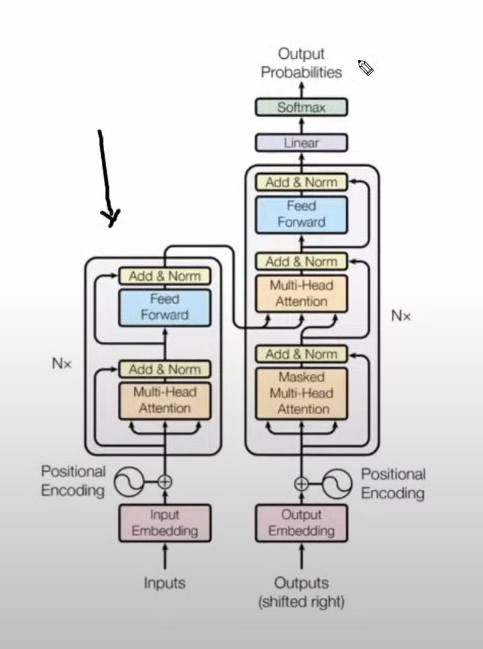 Output
Probabilities
Softmax
Linear
Add & Norm
Feed
Forward
Add & Norm
Multi-Head
Attention
Add & Norm
Masked
Multi-Head
Attention
Nx
Add & Norm
Feed
Forward
Nx
Add & Norm
Multi-Head
Attention
Positional
Encoding
Positional
Encoding
Input
Embedding
Output
Embedding
Inputs
Outputs
(shifted right)